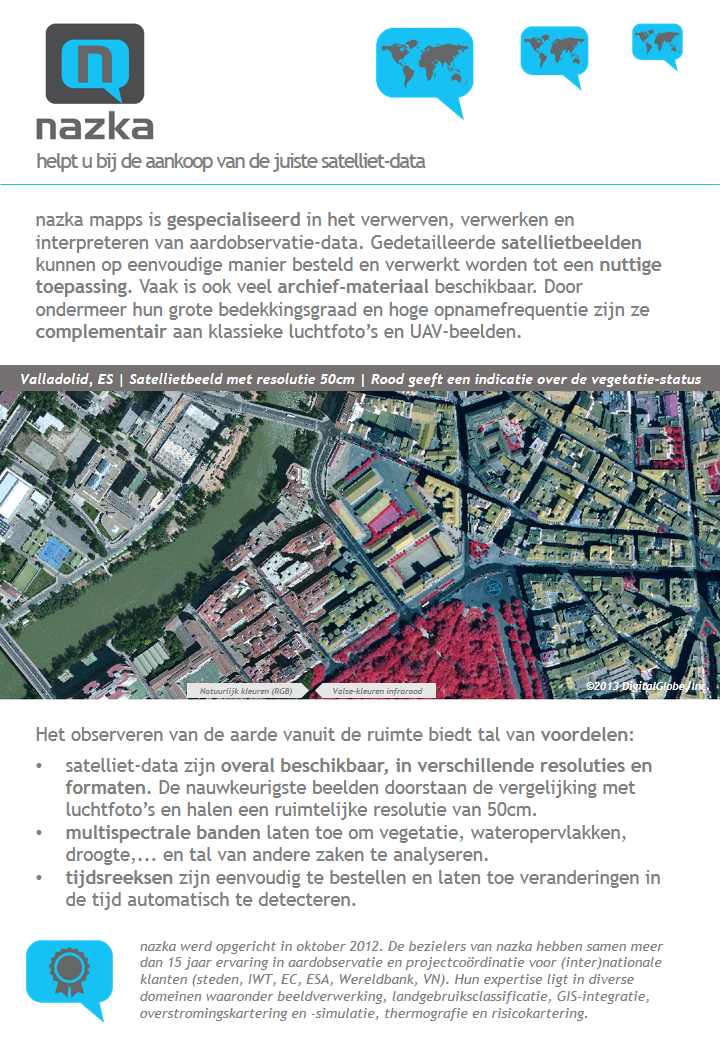 n
nazka
helpt u bij de aankoop van de juiste satelliet-data
nazka mapps is gespecialiseerd in het verwerven, verwerken en
interpreteren van aardobservatie-data. Gedetailleerde satellietbeelden
kunnen op eenvoudige manier besteld en verwerkt worden tot een nuttige
toepassing. Vaak is ook veel archief-materiaal beschikbaar. Door
ondermeer hun grote bedekkingsgraad en hoge opnamefrequentie zijn ze
complementair aan klassieke luchtfoto's en UAV-beelden.
Valladolid, ES | Satellietbeeld met resolutie 50cm | Rood geeft een indicatie over de vegetatie-status
Natuurlijk kleuren (RGB) Valse-kleuren infrarood
©2013 DigitalGlobe, Inc.
Het observeren van de aarde vanuit de ruimte biedt tal van voordelen:
• satelliet-data zijn overal beschikbaar, in verschillende resoluties en
formaten. De nauwkeurigste beelden doorstaan de vergelijking met
luchtfoto's en halen een ruimtelijke resolutie van 50cm.
• multispectrale banden laten toe om vegetatie, wateropervlakken,
droogte,... en tal van andere zaken te analyseren.
• tijdsreeksen zijn eenvoudig te bestellen en laten toe veranderingen in
de tijd automatisch te detecteren.
nazka werd opgericht in oktober 2012. De bezielers van nazka hebben samen meer
dan 15 jaar ervaring in aardobservatie en projectcoördinatie voor (inter)nationale
klanten (steden, IWT, EC, ESA, Wereldbank, VN). Hun expertise ligt in diverse
domeinen waaronder beeldverwerking, landgebruiksclassificatie, GIS-integratie,
overstromingskartering en -simulatie, thermografie en risicokartering.